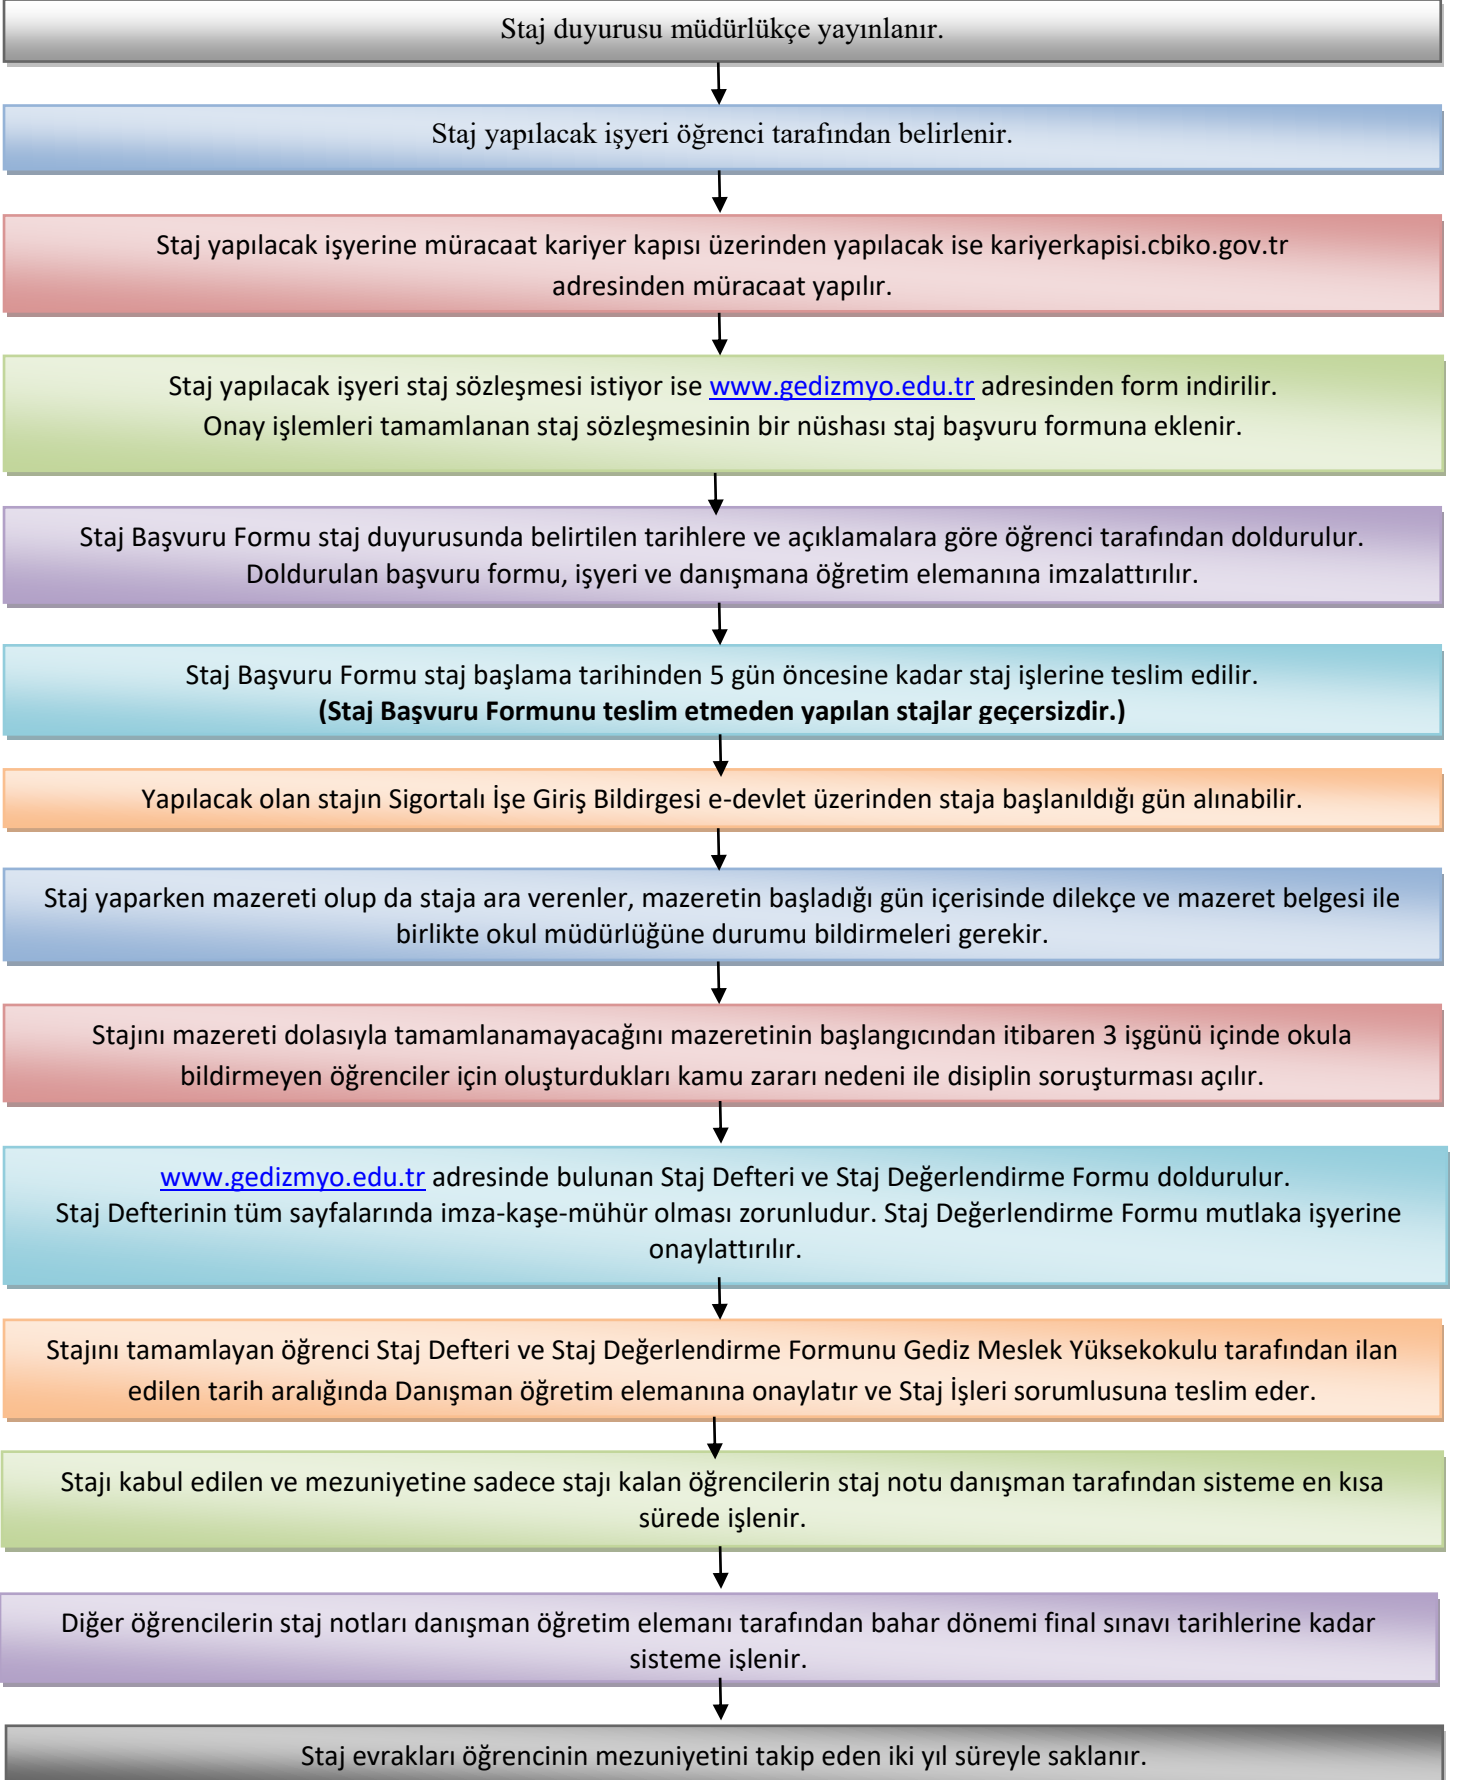 Staj duyurusu müdürlükçe yayınlanır.
Staj yapılacak işyeri öğrenci tarafından belirlenir.
Staj yapılacak işyerine müracaat kariyer kapısı üzerinden yapılacak ise kariyerkapisi.cbiko.gov.tr
adresinden müracaat yapılır.
Staj yapılacak işyeri staj sözleşmesi istiyor ise www.gedizmyo.edu.tr adresinden form indirilir.
Onay işlemleri tamamlanan staj sözleşmesinin bir nüshası staj başvuru formuna eklenir.
Staj Başvuru Formu staj duyurusunda belirtilen tarihlere ve açıklamalara göre öğrenci tarafından doldurulur.
Doldurulan başvuru formu, işyeri ve danışmana öğretim elemanına imzalattırılır.
Staj Başvuru Formu staj başlama tarihinden 5 gün öncesine kadar staj işlerine teslim edilir.
(Staj Başvuru Formunu teslim etmeden yapılan stajlar geçersizdir.)
Yapılacak olan stajın Sigortalı İşe Giriş Bildirgesi e-devlet üzerinden staja başlanıldığı gün alınabilir.
Staj yaparken mazereti olup da staja ara verenler, mazeretin başladığı gün içerisinde dilekçe ve mazeret belgesi ile
birlikte okul müdürlüğüne durumu bildirmeleri gerekir.
Stajını mazereti dolasıyla tamamlanamayacağını mazeretinin başlangıcından itibaren 3 işgünü içinde okula
bildirmeyen öğrenciler için oluşturdukları kamu zararı nedeni ile disiplin soruşturması açılır.
www.gedizmyo.edu.tr adresinde bulunan Staj Defteri ve Staj Değerlendirme Formu doldurulur.
Staj Defterinin tüm sayfalarında imza-kaşe-mühür olması zorunludur. Staj Değerlendirme Formu mutlaka işyerine
onaylattırılır.
Stajını tamamlayan öğrenci Staj Defteri ve Staj Değerlendirme Formunu Gediz Meslek Yüksekokulu tarafından ilan
edilen tarih aralığında Danışman öğretim elemanına onaylatır ve Staj İşleri sorumlusuna teslim eder.
Stajı kabul edilen ve mezuniyetine sadece stajı kalan öğrencilerin staj notu danışman tarafından sisteme en kısa
sürede işlenir.
Diğer öğrencilerin staj notları danışman öğretim elemanı tarafından bahar dönemi final sınavı tarihlerine kadar
sisteme işlenir.
Staj evrakları öğrencinin mezuniyetini takip eden iki yıl süreyle saklanır.